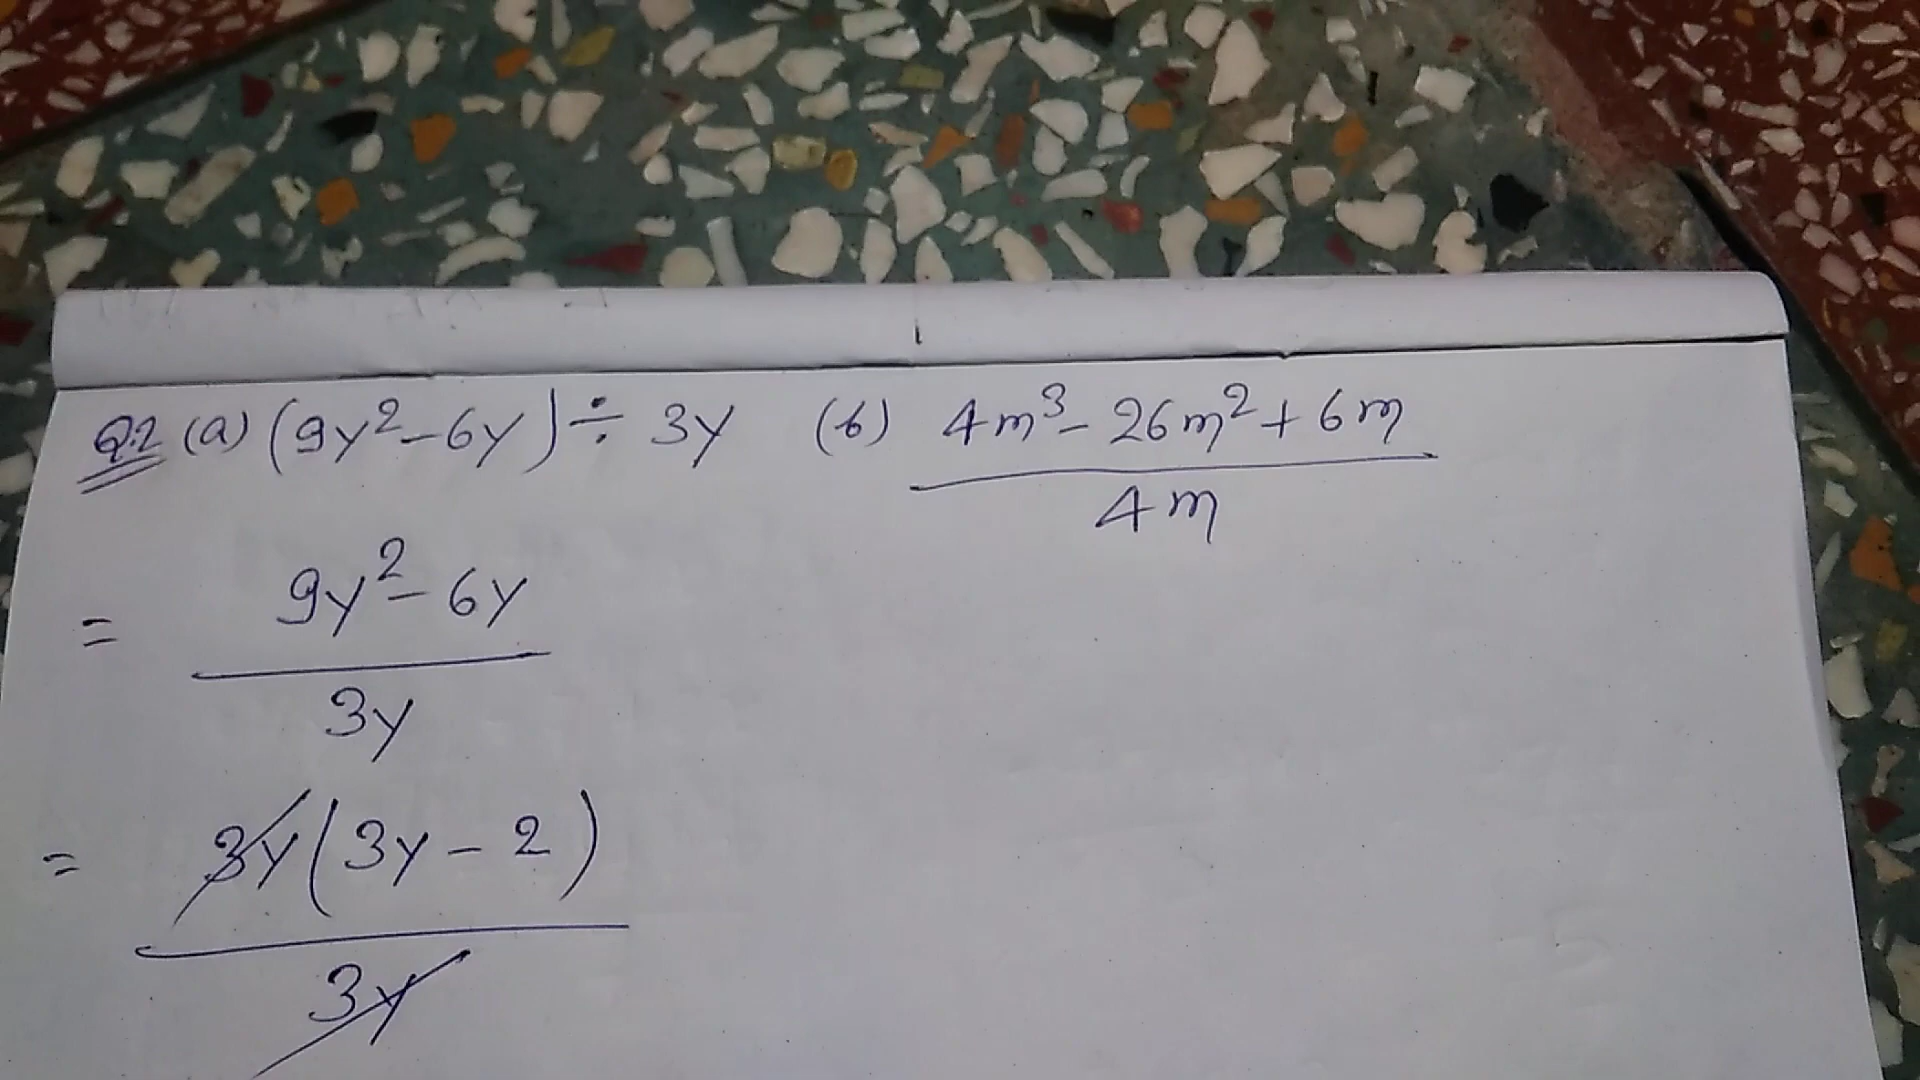 Q.2 (a) (9y² - 6y) ÷ 3y (b) 4m³ - 26m² + 6m
4m
= 9y² - 6y
3y
= 3y(3y - 2)
3y